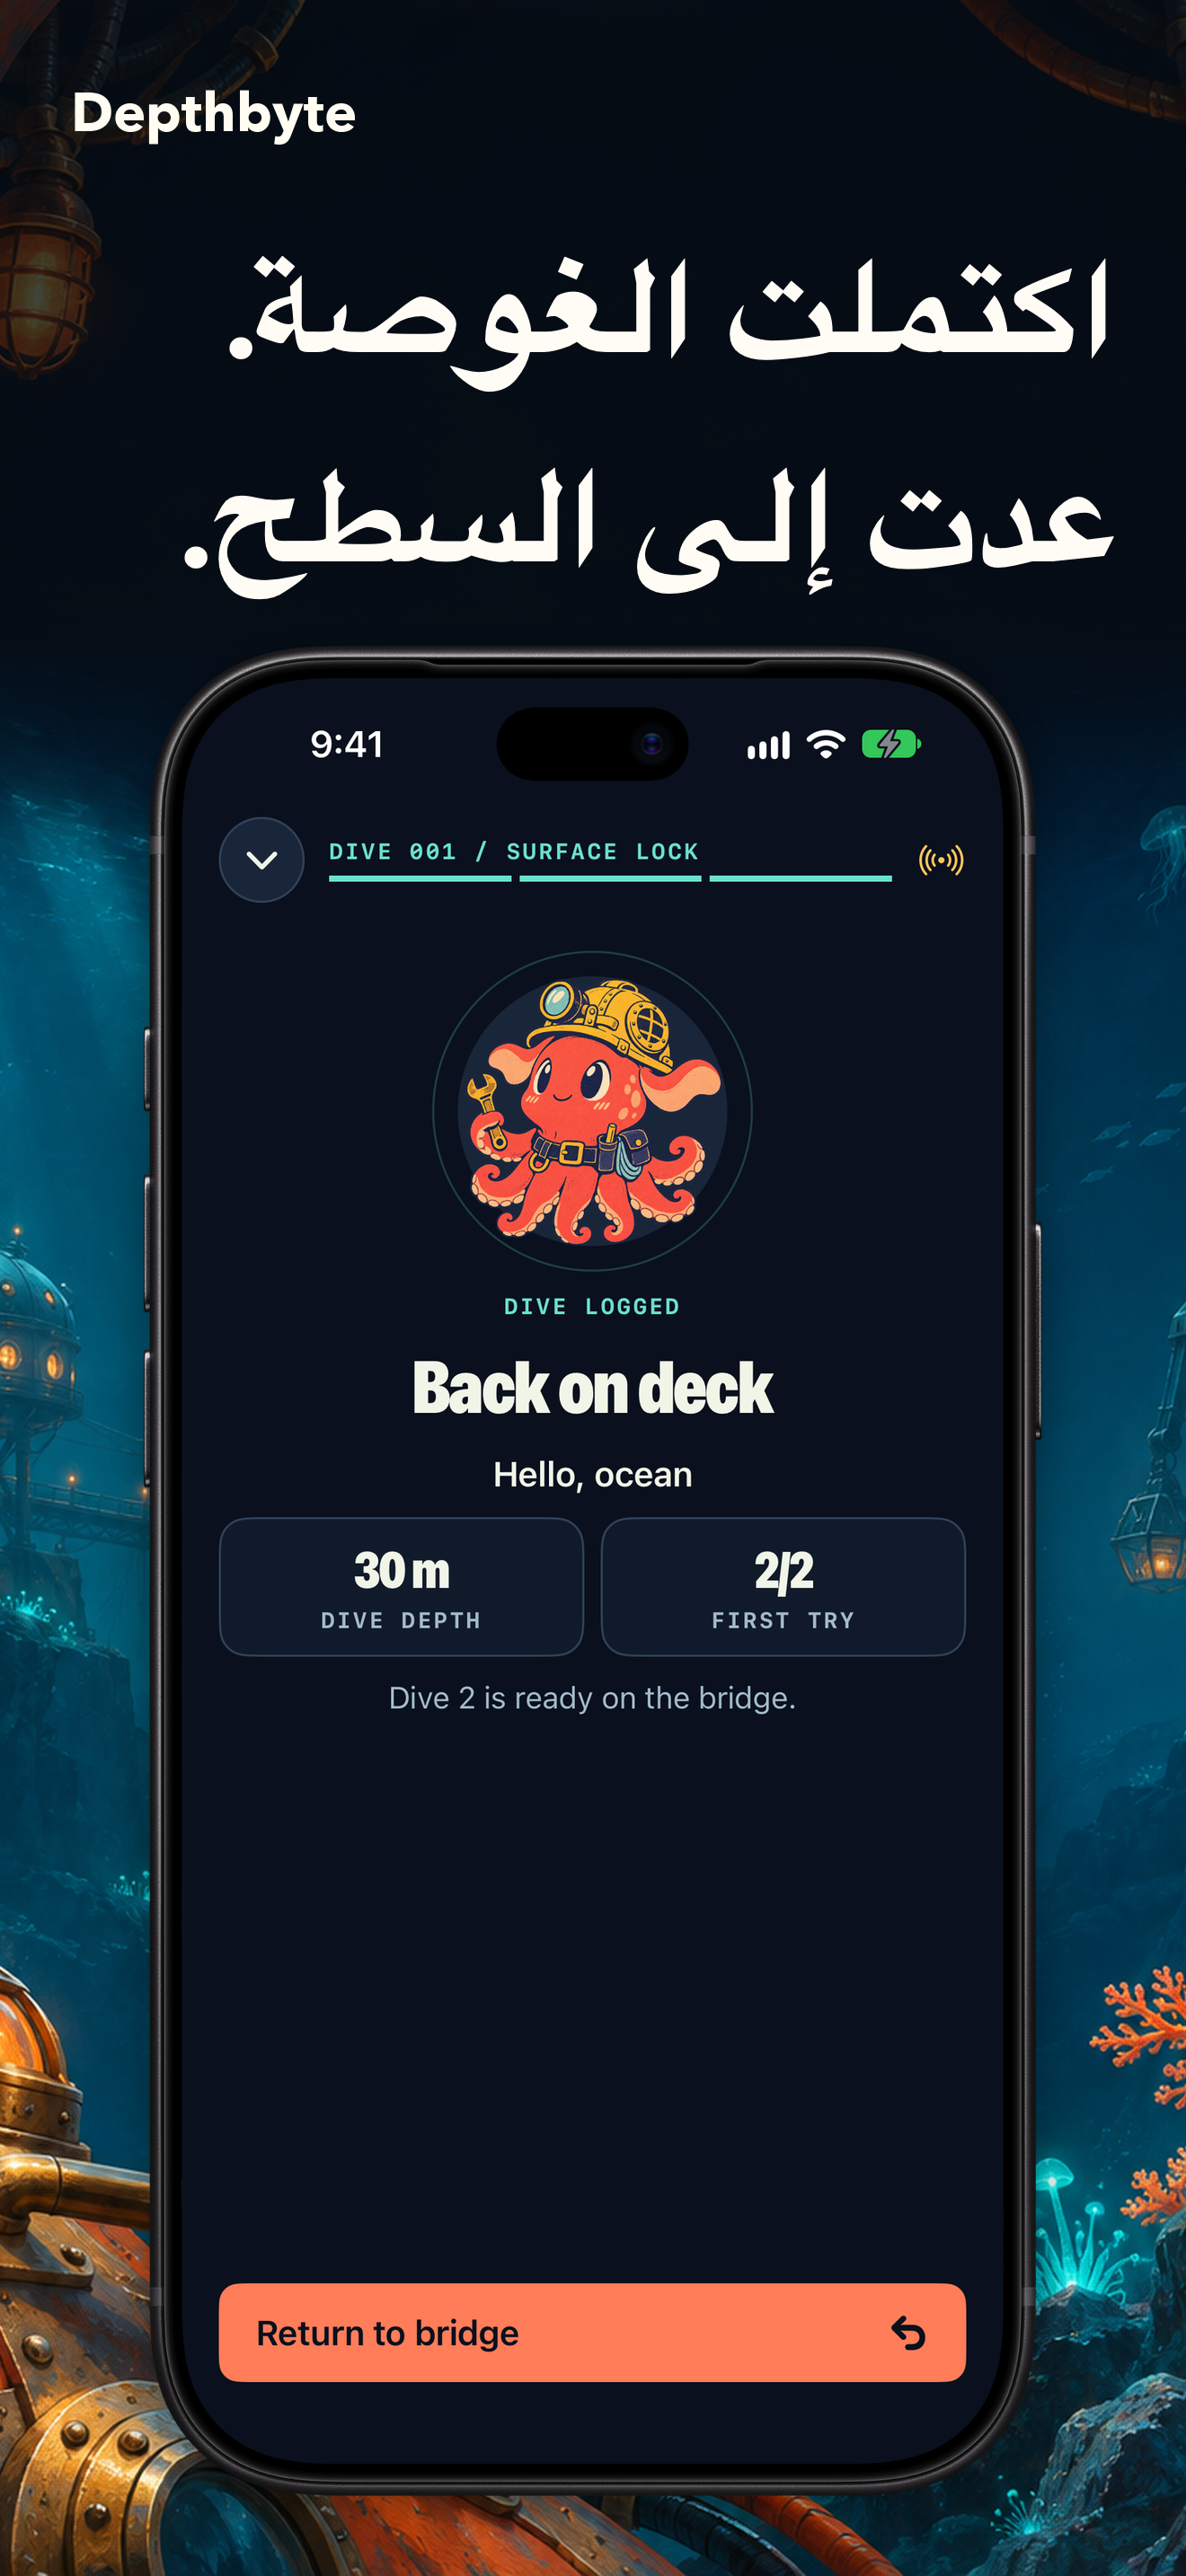 Depthbyte
اكتملت الغوصة.
عدت إلى السطح.
9:41
DIVE 001 / SURFACE LOCK
DIVE LOGGED
Back on deck
Hello, ocean
30 m
DIVE DEPTH
2/2
FIRST TRY
Dive 2 is ready on the bridge.
Return to bridge